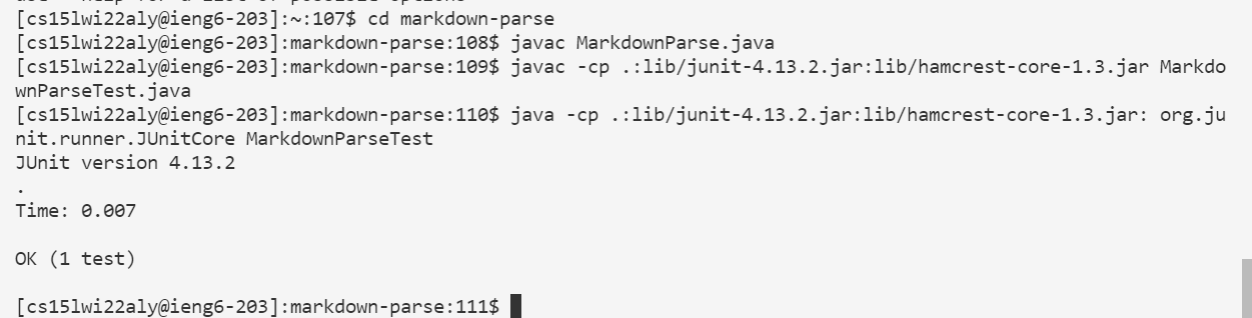 [cs15lwi22aly@ieng6-203]:~:107$ cd markdown-parse
[cs15lwi22aly@ieng6-203]:markdown-parse:108$ javac MarkdownParse.java
[cs15lwi22aly@ieng6-203]:markdown-parse:109$ javac -cp .:lib/junit-4.13.2.jar:lib/hamcrest-core-1.3.jar Markdo
wnParseTest.java
[cs15lwi22aly@ieng6-203]:markdown-parse:110$ java -cp .:lib/junit-4.13.2.jar:lib/hamcrest-core-1.3.jar: org.ju
nit.runner.JUnitCore MarkdownParseTest
JUnit version 4.13.2
.
Time: 0.007
OK (1 test)
[cs15lwi22aly@ieng6-203]:markdown-parse:111$